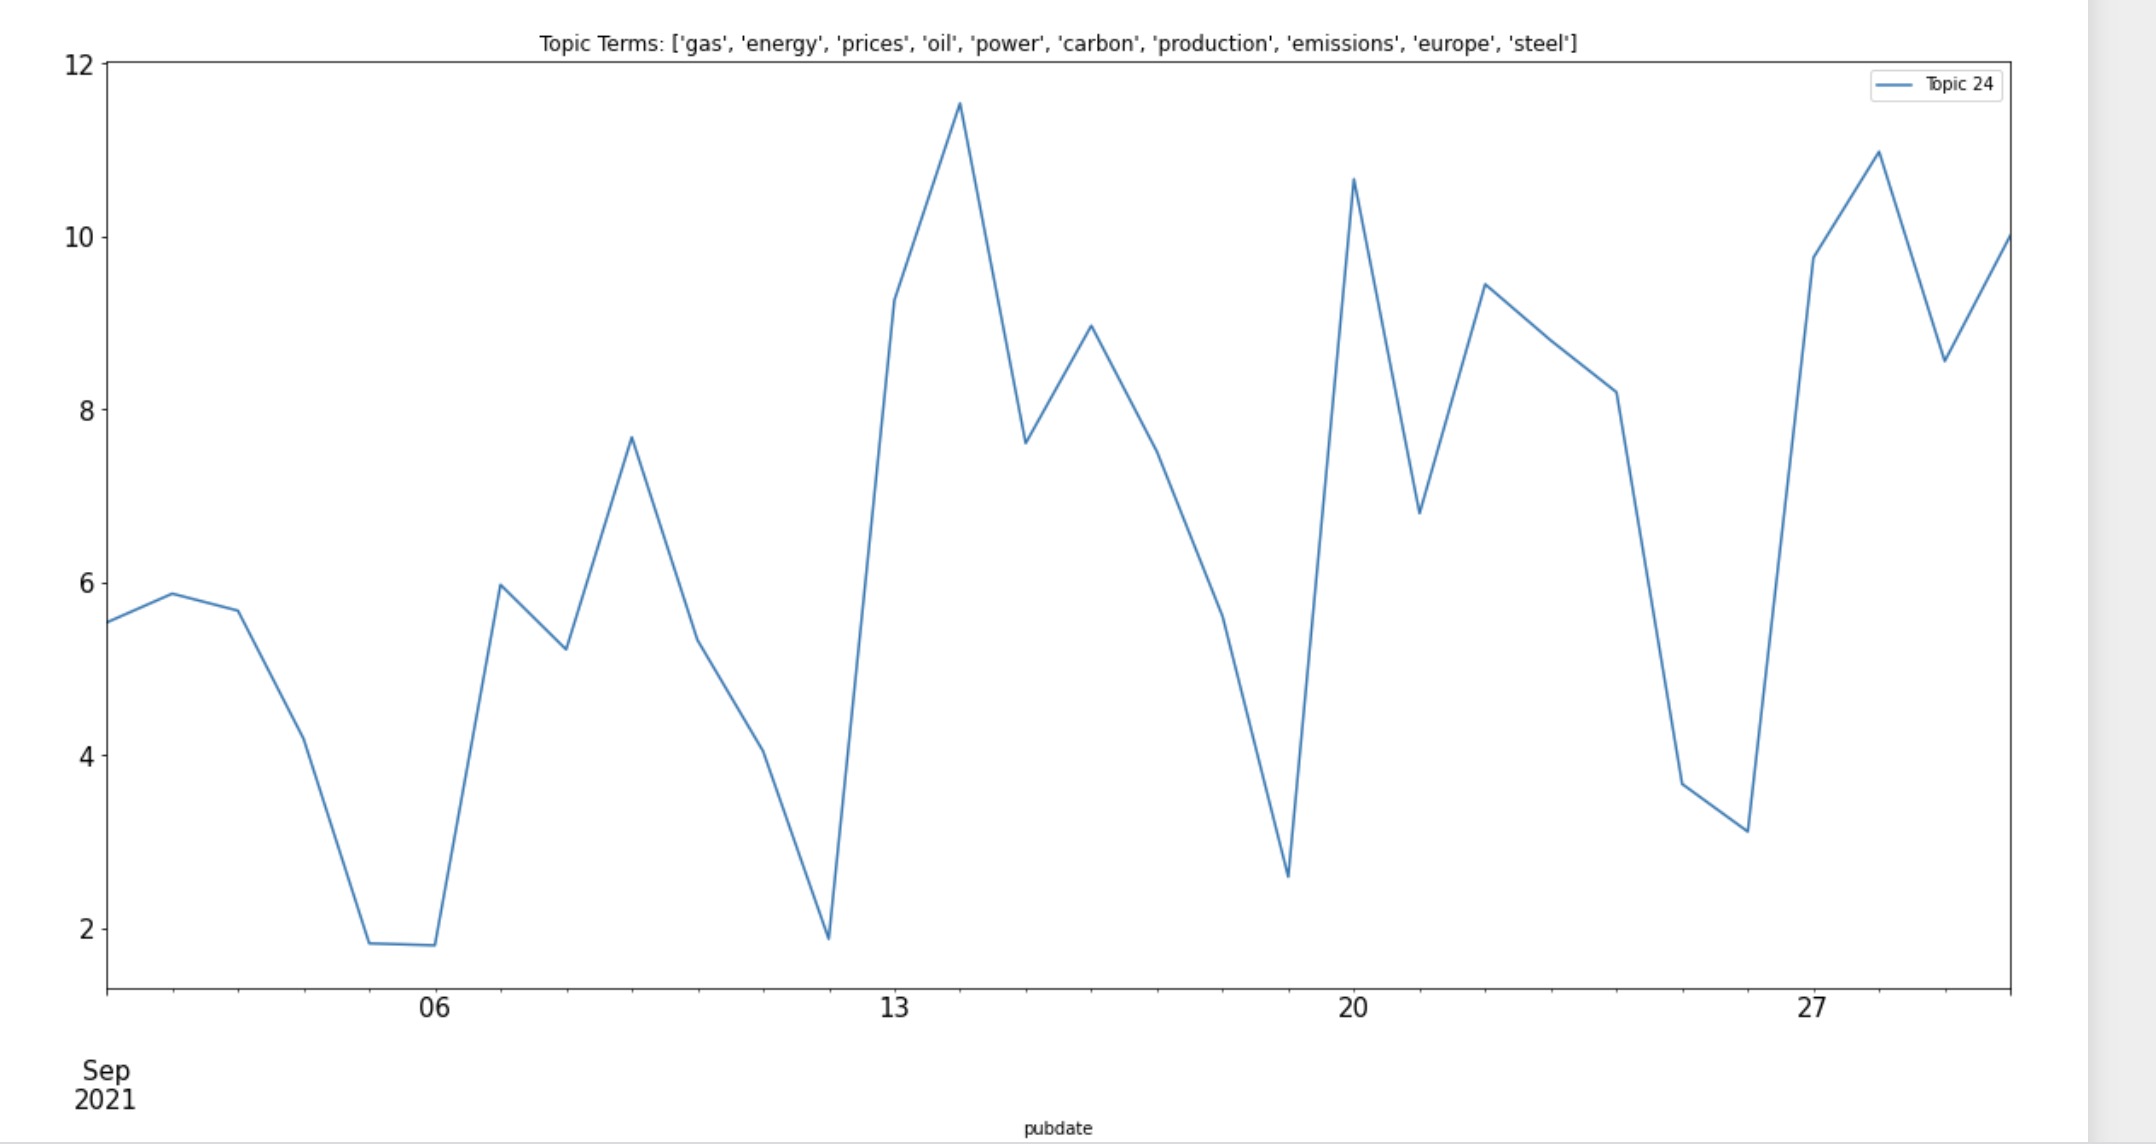 Topic Terms: ['gas', 'energy', 'prices', 'oil', 'power', 'carbon', 'production', 'emissions', 'europe', 'steel']
12
Topic 24
10
8
6
4
2
06 13 20 27
Sep
2021
pubdate